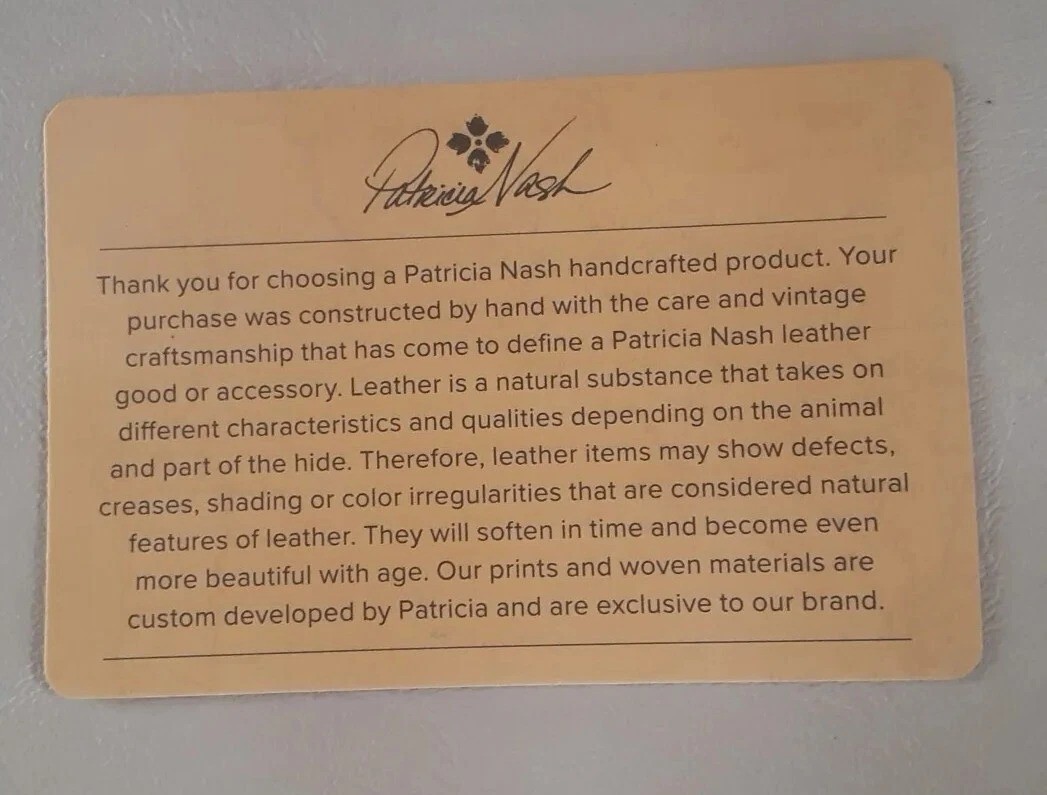 Patricia Nash
Thank you for choosing a Patricia Nash handcrafted product. Your
purchase was constructed by hand with the care and vintage
craftsmanship that has come to define a Patricia Nash leather
good or accessory. Leather is a natural substance that takes on
different characteristics and qualities depending on the animal
and part of the hide. Therefore, leather items may show defects,
creases, shading or color irregularities that are considered natural
features of leather. They will soften in time and become even
more beautiful with age. Our prints and woven materials are
custom developed by Patricia and are exclusive to our brand.